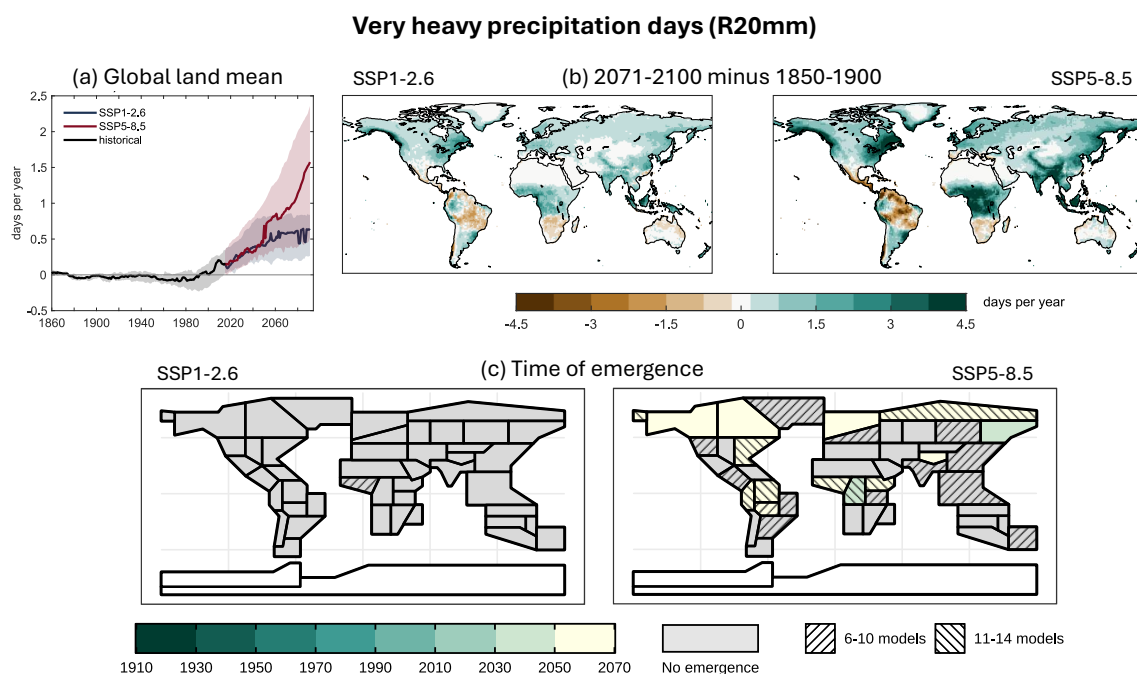 Very heavy precipitation days (R20mm)
(a) Global land mean
SSP1-2.6
(b) 2071-2100 minus 1850-1900
SSP5-8.5
2.5
2
1.5
1
0.5
0
-0.5
days per year
SSP1-2.6
SSP5-8.5
historical
1860 1900 1940 1980 2020 2060
-4.5 -3 -1.5 0 1.5 3 4.5
days per year
SSP1-2.6
(c) Time of emergence
SSP5-8.5
1910 1930 1950 1970 1990 2010 2030 2050 2070
No emergence
6-10 models
11-14 models